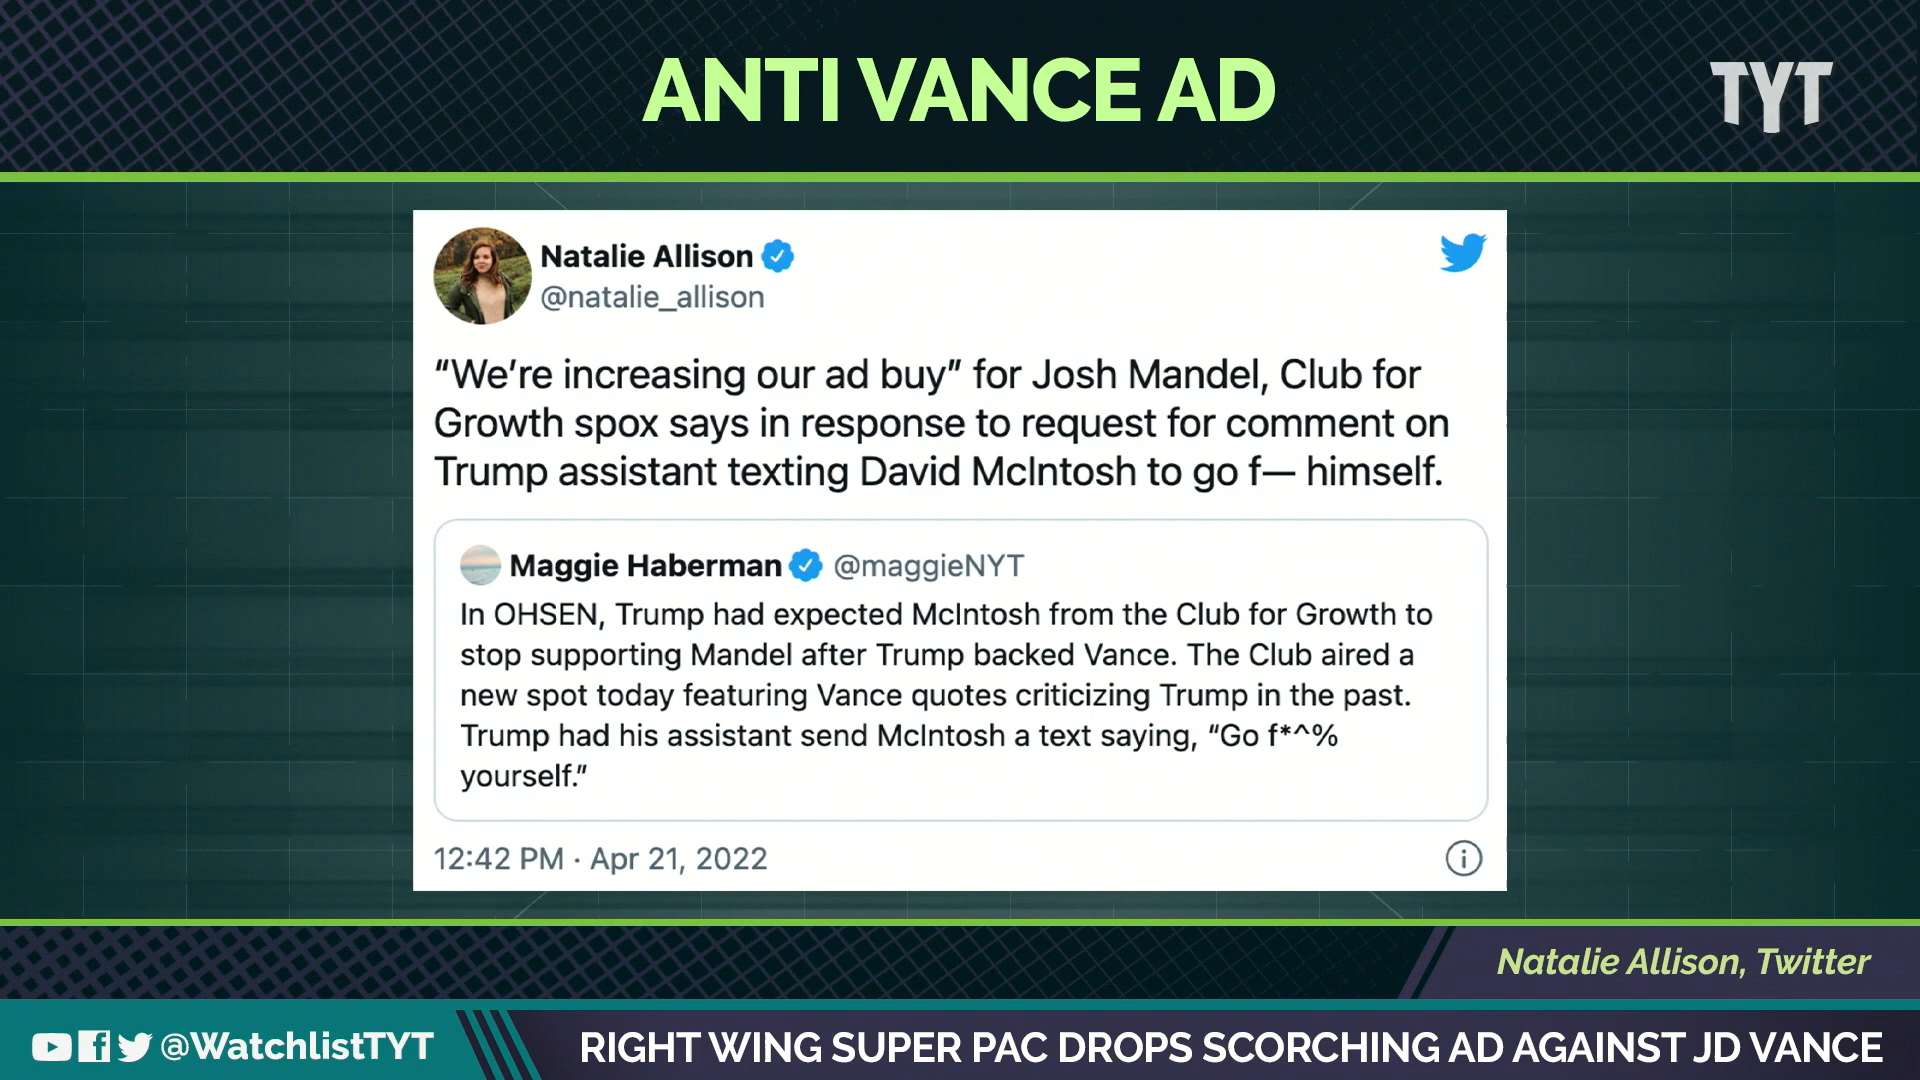 ANTI VANCE AD
TYT
Natalie Allison
@natalie_allison
“We’re increasing our ad buy” for Josh Mandel, Club for
Growth spox says in response to request for comment on
Trump assistant texting David McIntosh to go f— himself.
Maggie Haberman @maggieNYT
In OHSEN, Trump had expected McIntosh from the Club for Growth to
stop supporting Mandel after Trump backed Vance. The Club aired a
new spot today featuring Vance quotes criticizing Trump in the past.
Trump had his assistant send McIntosh a text saying, “Go f*^%
yourself.”
12:42 PM · Apr 21, 2022
Natalie Allison, Twitter
@WatchlistTYT
RIGHT WING SUPER PAC DROPS SCORCHING AD AGAINST JD VANCE